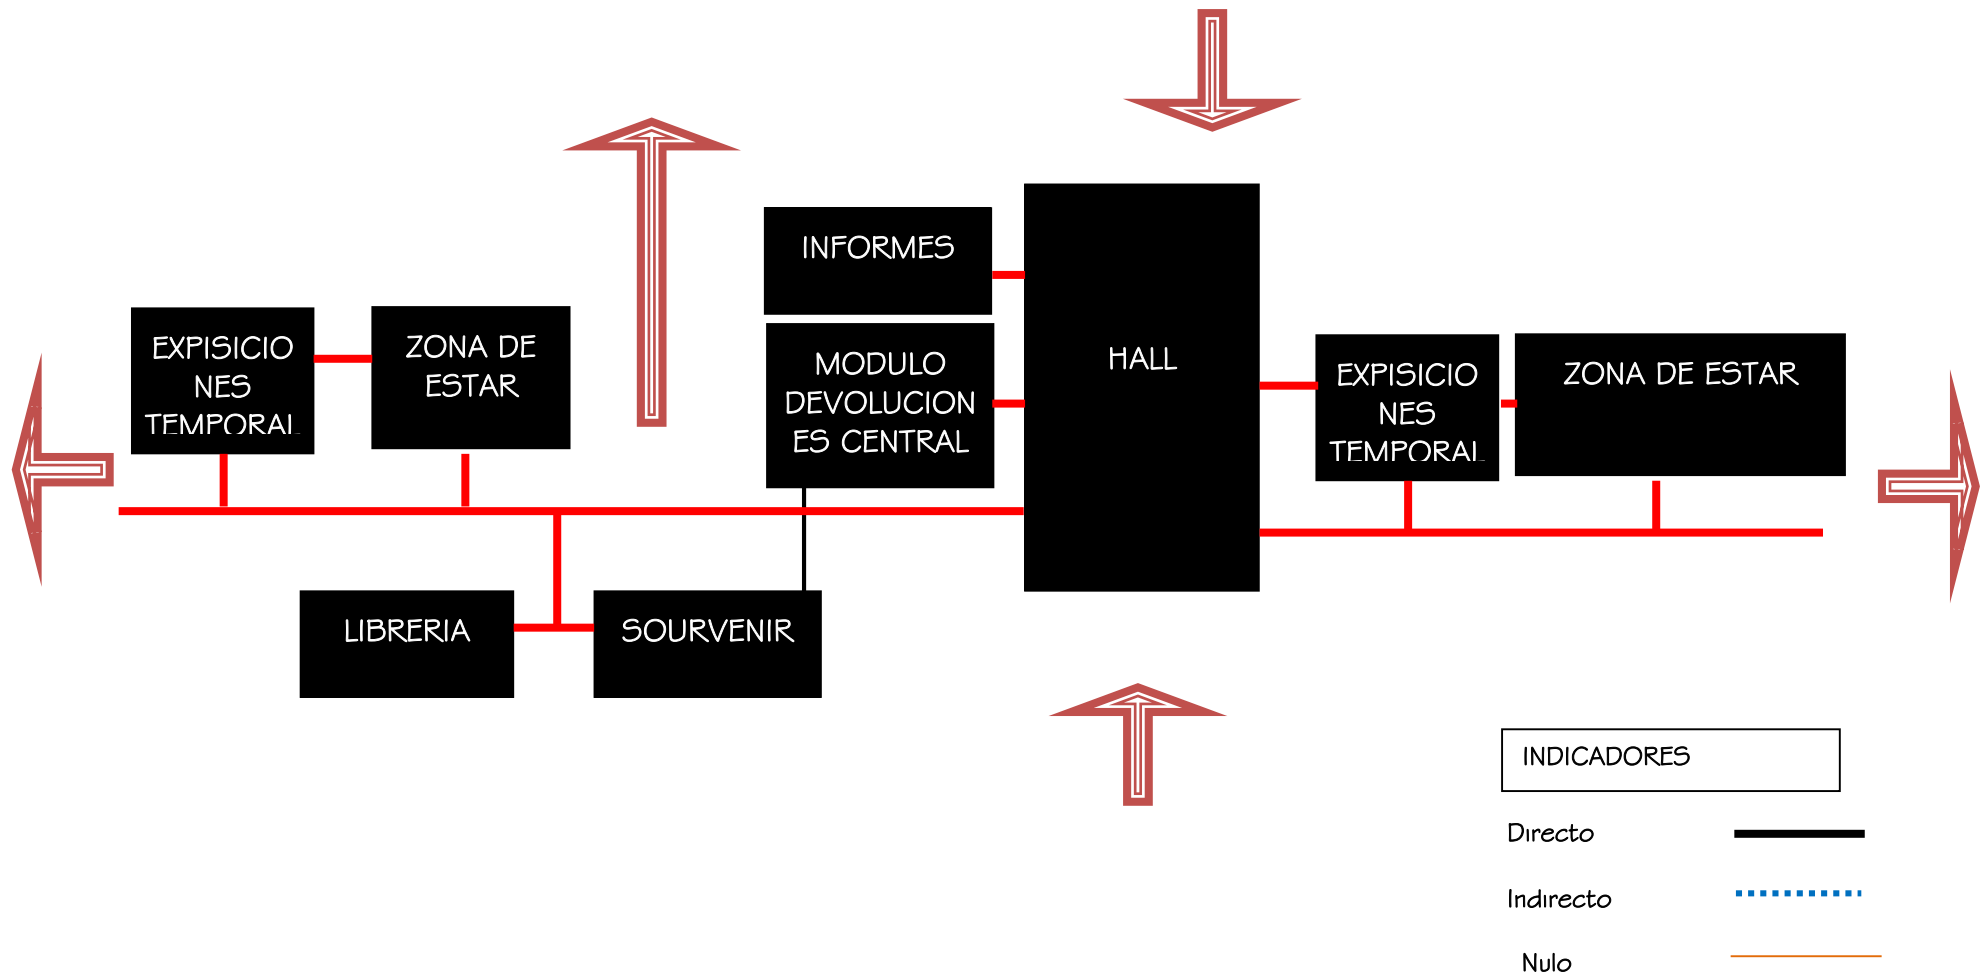 INFORMES
HALL
EXPISICIO
NES
TEMPORAL
ZONA DE
ESTAR
MODULO
DEVOLUCION
ES CENTRAL
EXPISICIO
NES
TEMPORAL
ZONA DE ESTAR
LIBRERIA
SOURVENIR
INDICADORES
Directo
Indirecto
Nulo